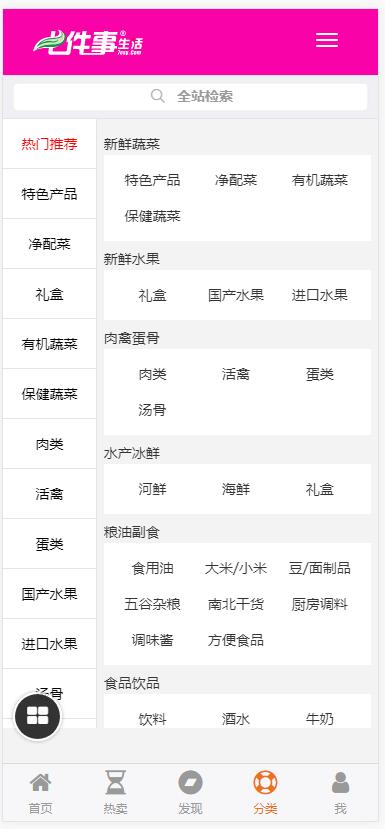 七件事生活
®
7buy.Com
全站检索
热门推荐
特色产品
净配菜
礼盒
有机蔬菜
保健蔬菜
肉类
活禽
蛋类
国产水果
进口水果
汤骨
新鲜蔬菜
特色产品 净配菜 有机蔬菜
保健蔬菜
新鲜水果
礼盒 国产水果 进口水果
肉禽蛋骨
肉类 活禽 蛋类
汤骨
水产冰鲜
河鲜 海鲜 礼盒
粮油副食
食用油 大米/小米 豆/面制品
五谷杂粮 南北干货 厨房调料
调味酱 方便食品
食品饮品
饮料 酒水 牛奶
首页 热卖 发现 分类 我